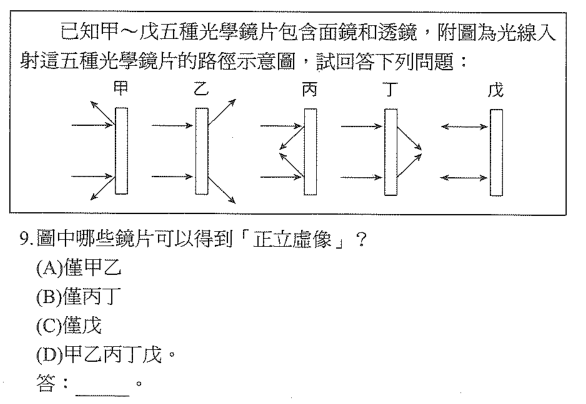 已知甲～戊五種光學鏡片包含面鏡和透鏡，附圖為光線入
射這五種光學鏡片的路徑示意圖，試回答下列問題：
甲 乙 丙 丁 戊
9.圖中哪些鏡片可以得到「正立虛像」？
(A)僅甲乙
(B)僅丙丁
(C)僅戊
(D)甲乙丙丁戊。
答：_____。